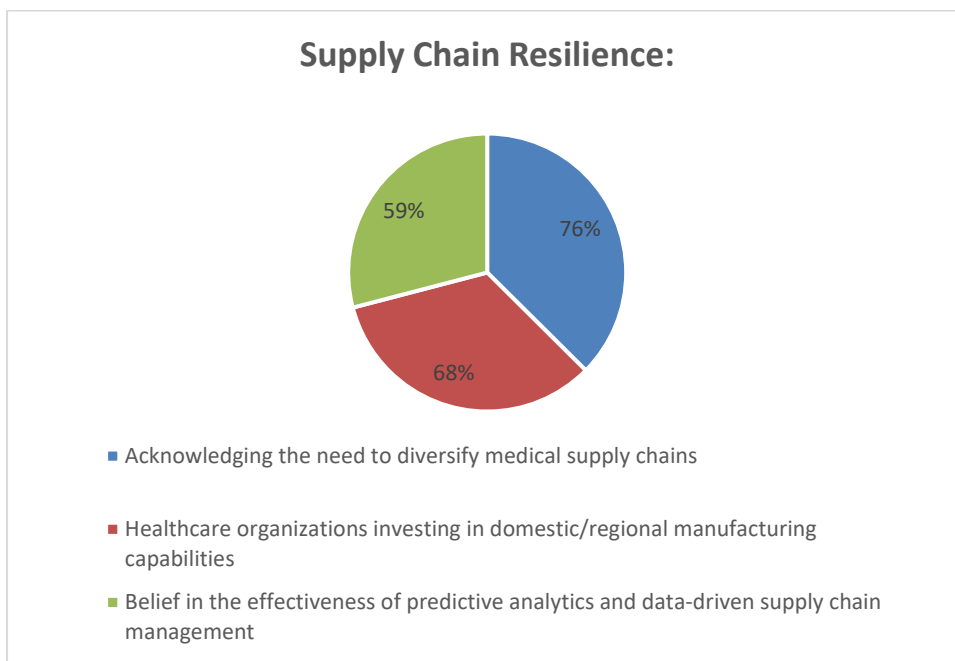 Supply Chain Resilience:
59%
76%
68%
Acknowledging the need to diversify medical supply chains
Healthcare organizations investing in domestic/regional manufacturing
capabilities
Belief in the effectiveness of predictive analytics and data-driven supply chain
management